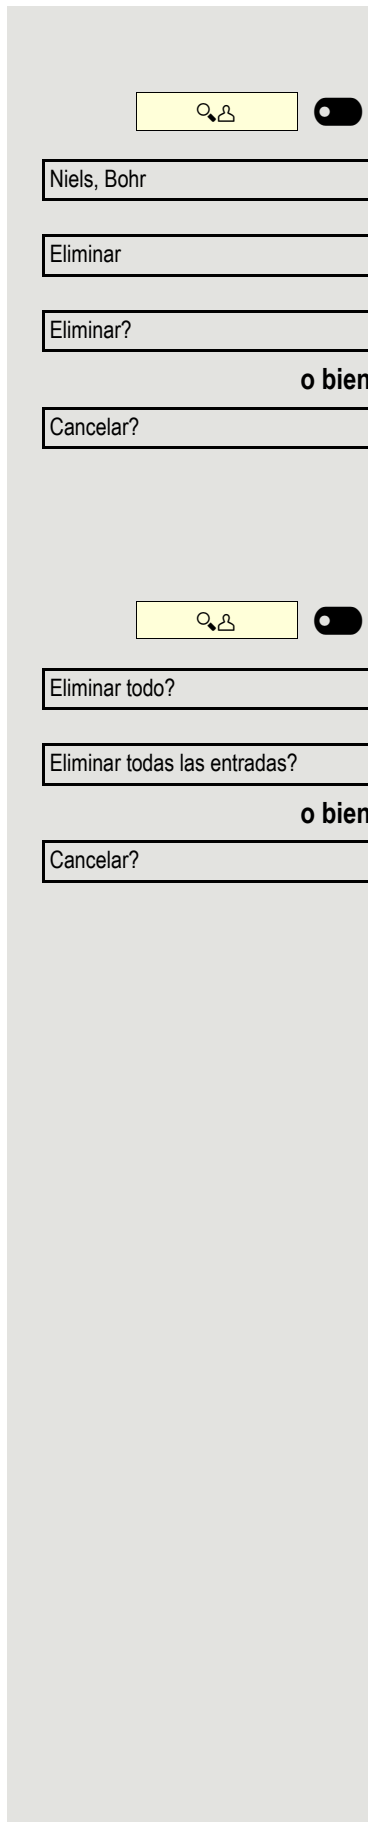 Niels, Bohr
Eliminar
Eliminar?
o bien
Cancelar?
Eliminar todo?
Eliminar todas las entradas?
o bien
Cancelar?